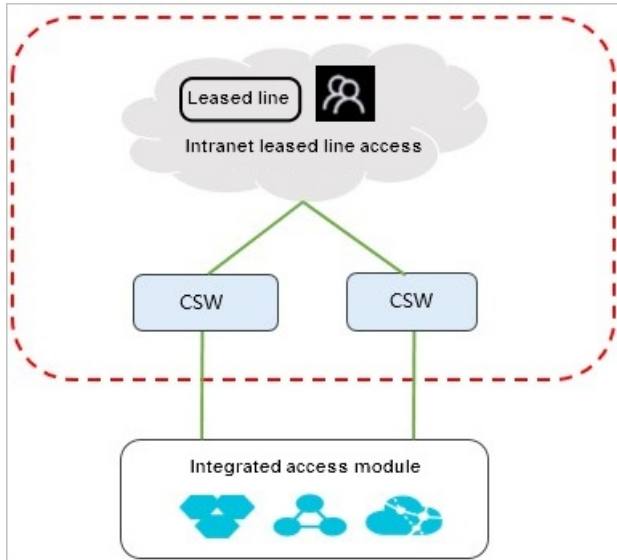 Leased line
Intranet leased line access
CSW
CSW
Integrated access module